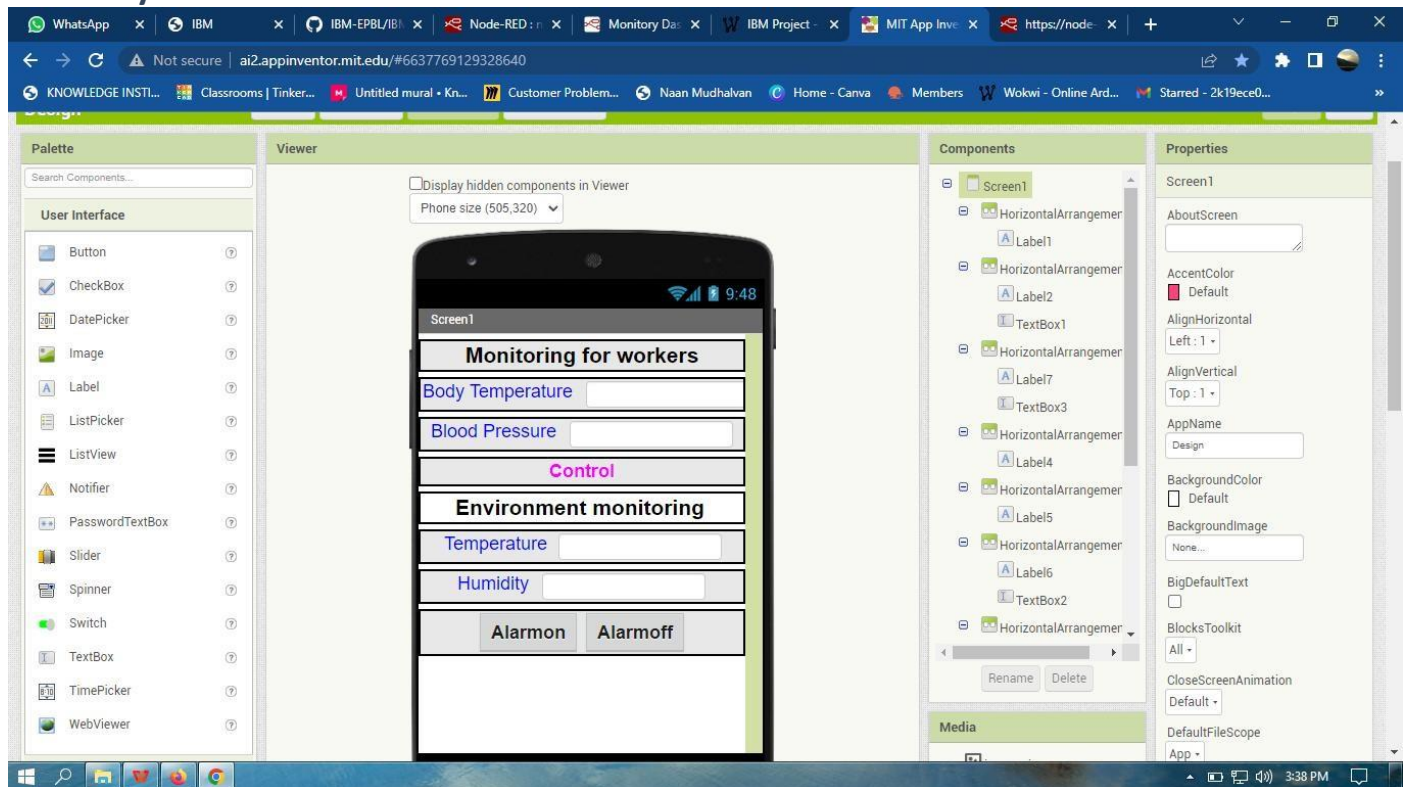 WhatsApp IBM IBM-EPBL/IBM Node-RED : n Monitory Das IBM Project - MIT App Inve https://node-
Not secure ai2.appinventor.mit.edu/#6637769129328640
KNOWLEDGE INSTI... Classrooms | Tinker... Untitled mural • Kn... Customer Problem... Naan Mudhalvan Home - Canva Members Wokwi - Online Ard... Starred - 2k19ece0... »
Design
Palette
Search Components...
User Interface
Button
CheckBox
DatePicker
Image
Label
ListPicker
ListView
Notifier
PasswordTextBox
Slider
Spinner
Switch
TextBox
TimePicker
WebViewer
Viewer
Display hidden components in Viewer
Phone size (505,320)
9:48
Screen1
Monitoring for workers
Body Temperature
Blood Pressure
Control
Environment monitoring
Temperature
Humidity
Alarmon Alarmoff
Components
Screen1
HorizontalArrangemer
Label1
HorizontalArrangemer
Label2
TextBox1
HorizontalArrangemer
Label7
TextBox3
HorizontalArrangemer
Label4
HorizontalArrangemer
Label5
HorizontalArrangemer
Label6
TextBox2
HorizontalArrangemer
Rename Delete
Media
Properties
Screen1
AboutScreen
AccentColor
Default
AlignHorizontal
Left : 1
AlignVertical
Top : 1
AppName
Design
BackgroundColor
Default
BackgroundImage
None...
BigDefaultText
BlocksToolkit
All
CloseScreenAnimation
Default
DefaultFileScope
App
3:38 PM